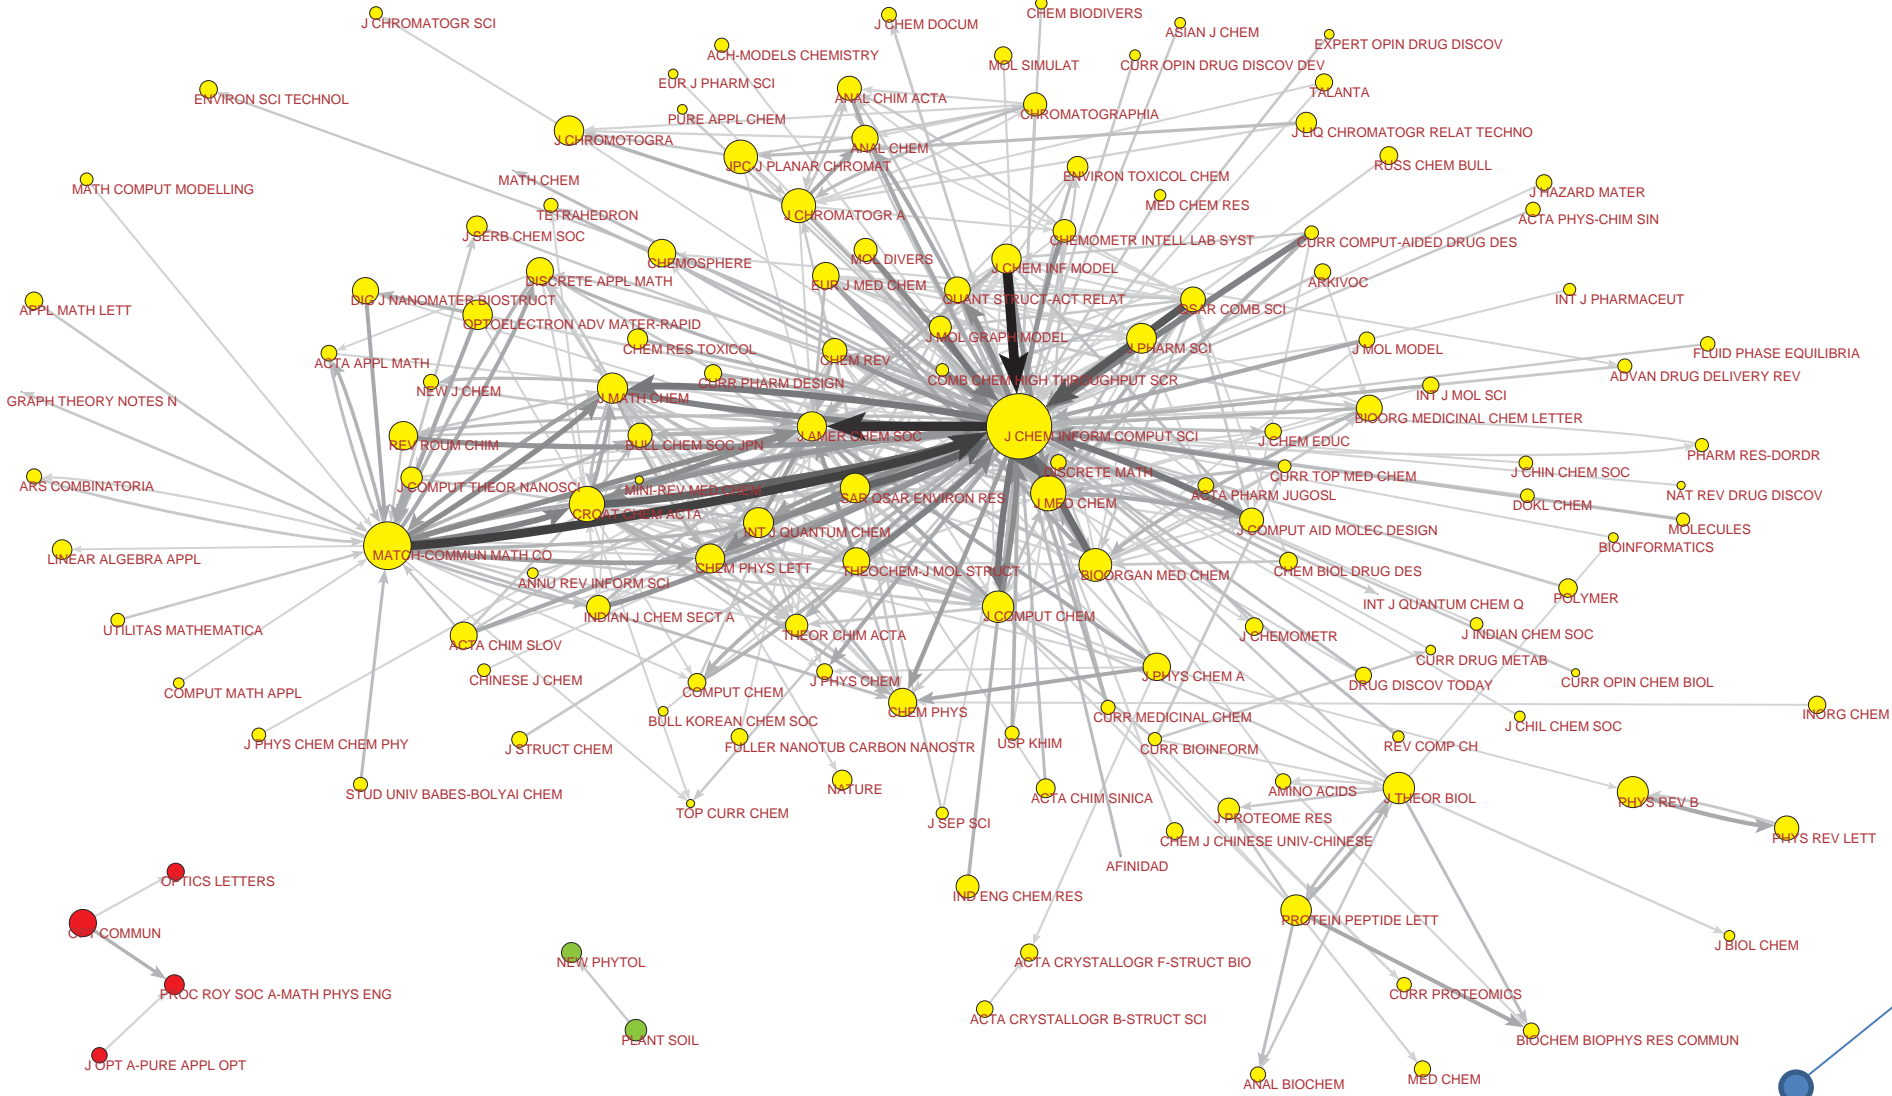 J CHROMATOGR SCI
J CHEM DOCUM
CHEM BIODIVERS
ASIAN J CHEM
EXPERT OPIN DRUG DISCOV
ACH-MODELS CHEMISTRY
MOL SIMULAT
CURR OPIN DRUG DISCOV DEV
EUR J PHARM SCI
TALANTA
ENVIRON SCI TECHNOL
ANAL CHIM ACTA
CHROMATOGRAPHIA
PURE APPL CHEM
J LIQ CHROMATOGR RELAT TECHNO
J CHROMOTOGRA
ANAL CHEM
JPC-J PLANAR CHROMAT
RUSS CHEM BULL
ENVIRON TOXICOL CHEM
MATH CHEM
MATH COMPUT MODELLING
J HAZARD MATER
MED CHEM RES
TETRAHEDRON
J CHROMATOGR A
ACTA PHYS-CHIM SIN
J SERB CHEM SOC
CHEMOMETR INTELL LAB SYST
CURR COMPUT-AIDED DRUG DES
MOL DIVERS
CHEMOSPHERE
J CHEM INF MODEL
DISCRETE APPL MATH
EUR J MED CHEM
ARKIVOC
DIG J NANOMATER BIOSTRUCT
QUANT STRUCT-ACT RELAT
INT J PHARMACEUT
APPL MATH LETT
QSAR COMB SCI
OPTOELECTRON ADV MATER-RAPID
J MOL GRAPH MODEL
CHEM RES TOXICOL
J PHARM SCI
J MOL MODEL
FLUID PHASE EQUILIBRIA
ACTA APPL MATH
CHEM REV
ADVAN DRUG DELIVERY REV
COMB CHEM HIGH THROUGHPUT SCR
CURR PHARM DESIGN
NEW J CHEM
INT J MOL SCI
J MATH CHEM
GRAPH THEORY NOTES N
BIOORG MEDICINAL CHEM LETTER
J AMER CHEM SOC
J CHEM INFORM COMPUT SCI
J CHEM EDUC
REV ROUM CHIM
BULL CHEM SOC JPN
PHARM RES-DORDR
DISCRETE MATH
J CHIN CHEM SOC
CURR TOP MED CHEM
ARS COMBINATORIA
J COMPUT THEOR NANOSCI
MINI-REV MED CHEM
SAR QSAR ENVIRON RES
J MED CHEM
ACTA PHARM JUGOSL
NAT REV DRUG DISCOV
DOKL CHEM
CROAT CHEM ACTA
INT J QUANTUM CHEM
J COMPUT AID MOLEC DESIGN
MOLECULES
BIOINFORMATICS
LINEAR ALGEBRA APPL
MATCH-COMMUN MATH CO
CHEM PHYS LETT
THEOCHEM-J MOL STRUCT
BIOORGAN MED CHEM
CHEM BIOL DRUG DES
ANNU REV INFORM SCI
POLYMER
INT J QUANTUM CHEM Q
INDIAN J CHEM SECT A
J COMPUT CHEM
UTILITAS MATHEMATICA
THEOR CHIM ACTA
J CHEMOMETR
J INDIAN CHEM SOC
ACTA CHIM SLOV
CURR DRUG METAB
J PHYS CHEM A
CHINESE J CHEM
J PHYS CHEM
CURR OPIN CHEM BIOL
DRUG DISCOV TODAY
COMPUT MATH APPL
COMPUT CHEM
CHEM PHYS
INORG CHEM
BULL KOREAN CHEM SOC
CURR MEDICINAL CHEM
J CHIL CHEM SOC
J PHYS CHEM CHEM PHY
J STRUCT CHEM
FULLER NANOTUB CARBON NANOSTR
USP KHIM
CURR BIOINFORM
REV COMP CH
NATURE
STUD UNIV BABES-BOLYAI CHEM
ACTA CHIM SINICA
AMINO ACIDS
J THEOR BIOL
PHYS REV B
TOP CURR CHEM
J SEP SCI
J PROTEOME RES
PHYS REV LETT
CHEM J CHINESE UNIV-CHINESE
AFINIDAD
OPTICS LETTERS
IND ENG CHEM RES
PROTEIN PEPTIDE LETT
OPT COMMUN
J BIOL CHEM
NEW PHYTOL
ACTA CRYSTALLOGR F-STRUCT BIO
PROC ROY SOC A-MATH PHYS ENG
CURR PROTEOMICS
ACTA CRYSTALLOGR B-STRUCT SCI
PLANT SOIL
BIOCHEM BIOPHYS RES COMMUN
J OPT A-PURE APPL OPT
MED CHEM
ANAL BIOCHEM